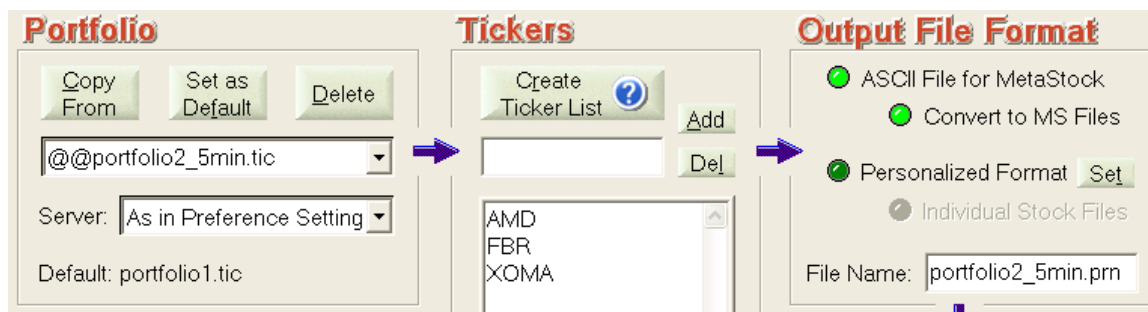 Portfolio
Copy From
Set as Default
Delete
@@portfolio2_5min.tic
Server: As in Preference Setting
Default: portfolio1.tic
Tickers
Create Ticker List
?
Add
Del
AMD
FBR
XOMA
Output File Format
ASCII File for MetaStock
Convert to MS Files
Personalized Format Set
Individual Stock Files
File Name: portfolio2_5min.prn